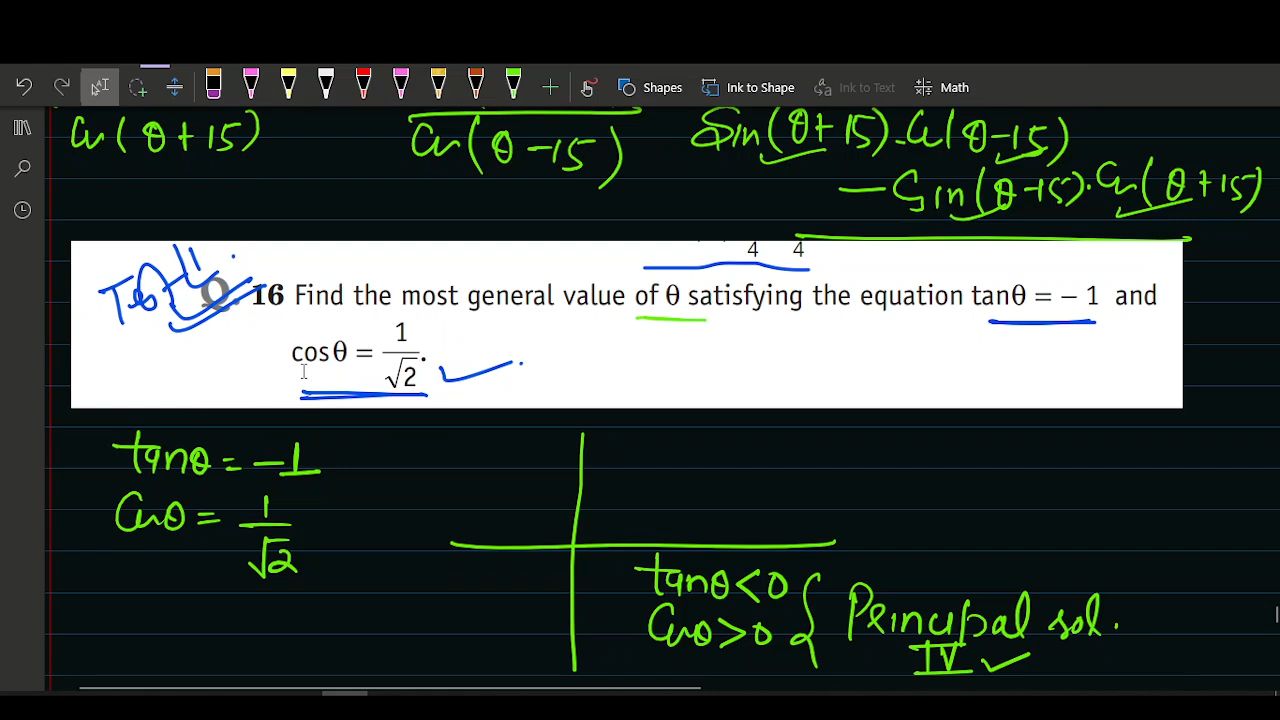 Shapes Ink to Shape Ink to Text Math
Cos(θ+15) Cos(θ-15) Sin(θ+15).Cos(θ-15)
-Sin(θ-15).Cos(θ+15)
4 4
16 Find the most general value of θ satisfying the equation tanθ = – 1 and
cosθ = 1/√2.
tanθ = -1
Cosθ = 1/√2
tanθ<0
Cosθ>0
Principal sol.
IV